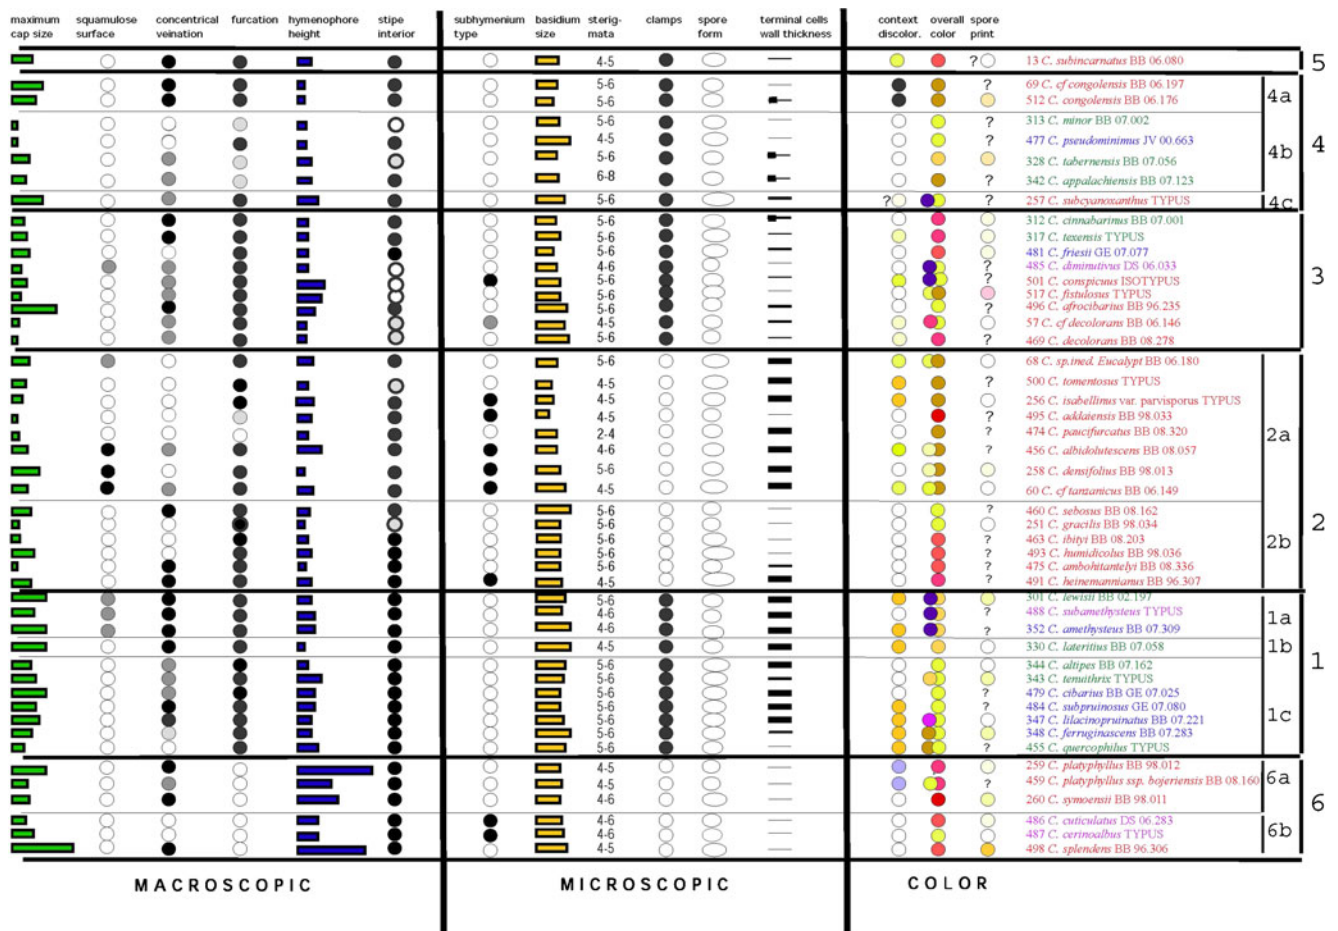 maximum cap size
squamulose surface
concentrical veination
furcation
hymenophore height
stipe interior
subhymenium type
basidium size
sterig- mata
clamps
spore form
terminal cells wall thickness
context discolor.
overall color
spore print
4-5 ? 13 C. subincarnatus BB 06.080 5
5-6 ? 69 C. cf congolensis BB 06.197
5-6 512 C. congolensis BB 06.176
4a
5-6 ? 313 C. minor BB 07.002
4-5 ? 477 C. pseudominimus JV 00.663
5-6 328 C. tabernensis BB 07.056
6-8 ? 342 C. appalachiensis BB 07.123
4b
4
5-6 ? ? 257 C. subcyanoxanthus TYPUS
4c
5-6 312 C. cinnabarinus BB 07.001
5-6 317 C. texensis TYPUS
5-6 481 C. friesii GE 07.077
4-6 ? 485 C. diminutivus DS 06.033
5-6 ? 501 C. conspicuus ISOTYPUS
5-6 517 C. fistulosus TYPUS
5-6 ? 496 C. afrocibarius BB 96.235
4-5 57 C. cf decolorans BB 06.146
5-6 469 C. decolorans BB 08.278
3
5-6 68 C. sp.ined. Eucalypt BB 06.180
4-5 ? 500 C. tomentosus TYPUS
4-5 256 C. isabellinus var. parvisporus TYPUS
4-5 ? 495 C. addaiensis BB 98.033
2-4 ? 474 C. paucifurcatus BB 08.320
4-6 ? 456 C. albidolutescens BB 08.057
5-6 258 C. densifolius BB 98.013
4-5 60 C. cf tanzanicus BB 06.149
2a
5-6 ? 460 C. sebosus BB 08.162
5-6 251 C. gracilis BB 98.034
5-6 ? 463 C. ibityi BB 08.203
5-6 ? 493 C. humidicolus BB 98.036
5-6 ? 475 C. ambohitantelyi BB 08.336
4-5 ? 491 C. heinemannianus BB 96.307
2b
2
5-6 301 C. lewisii BB 02.197
4-6 ? 488 C. subamethysteus TYPUS
4-6 ? 352 C. amethysteus BB 07.309
1a
4-5 330 C. lateritius BB 07.058
1b
5-6 344 C. altipes BB 07.162
5-6 343 C. tenuithrix TYPUS
5-6 ? 479 C. cibarius BB GE 07.025
5-6 ? 484 C. subpruinosus GE 07.080
5-6 347 C. lilacinopruinatus BB 07.221
5-6 348 C. ferruginascens BB 07.283
5-6 ? 455 C. quercophilus TYPUS
1c
1
4-5 259 C. platyphyllus BB 98.012
4-5 ? 459 C. platyphyllus ssp. bojeriensis BB 08.160
4-6 260 C. symoensii BB 98.011
6a
4-6 486 C. cuticulatus DS 06.283
4-6 487 C. cerinoalbus TYPUS
4-5 498 C. splendens BB 96.306
6b
6
MACROSCOPIC
MICROSCOPIC
COLOR